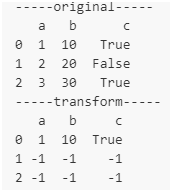 -----original-----
   a   b      c
0  1  10   True
1  2  20  False
2  3  30   True
-----transform-----
   a   b     c
0  1  10  True
1 -1  -1    -1
2 -1  -1    -1